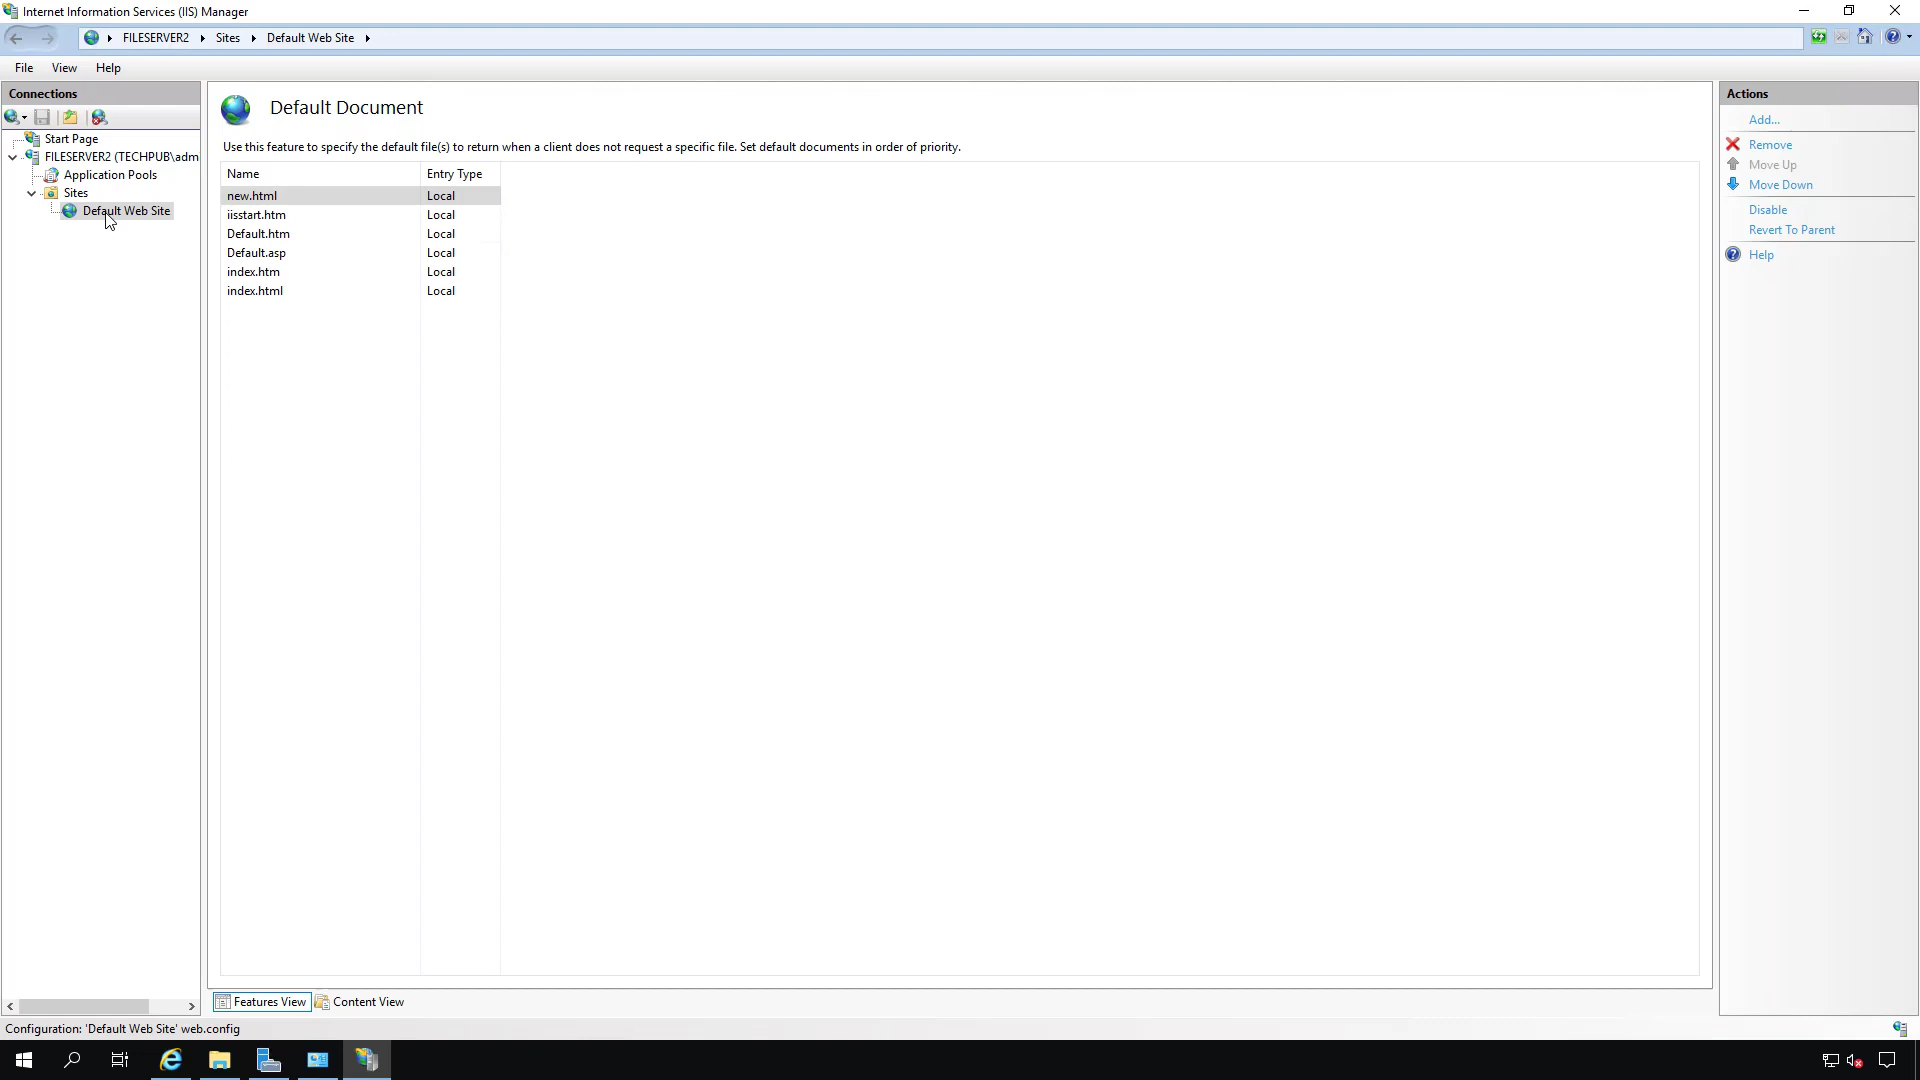 Internet Information Services (IIS) Manager
FILESERVER2 Sites Default Web Site
File View Help
Connections
Start Page
FILESERVER2 (TECHPUB\adm
Application Pools
Sites
Default Web Site
Default Document
Use this feature to specify the default file(s) to return when a client does not request a specific file. Set default documents in order of priority.
Name Entry Type
new.html Local
iisstart.htm Local
Default.htm Local
Default.asp Local
index.htm Local
index.html Local
Features View Content View
Actions
Add...
Remove
Move Up
Move Down
Disable
Revert To Parent
Help
Configuration: 'Default Web Site' web.config